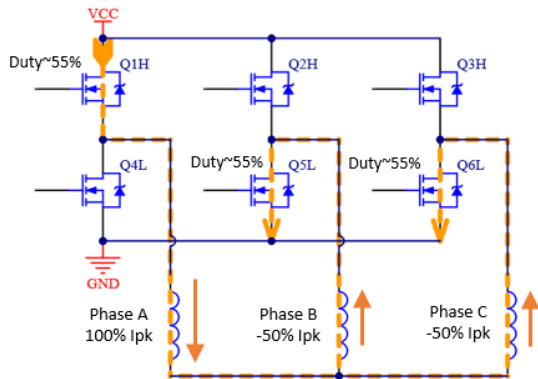 VCC
Duty~55%
Q1H
Q2H
Q3H
Q4L
Duty~55%
Q5L
Duty~55%
Q6L
GND
Phase A
100% Ipk
Phase B
-50% Ipk
Phase C
-50% Ipk